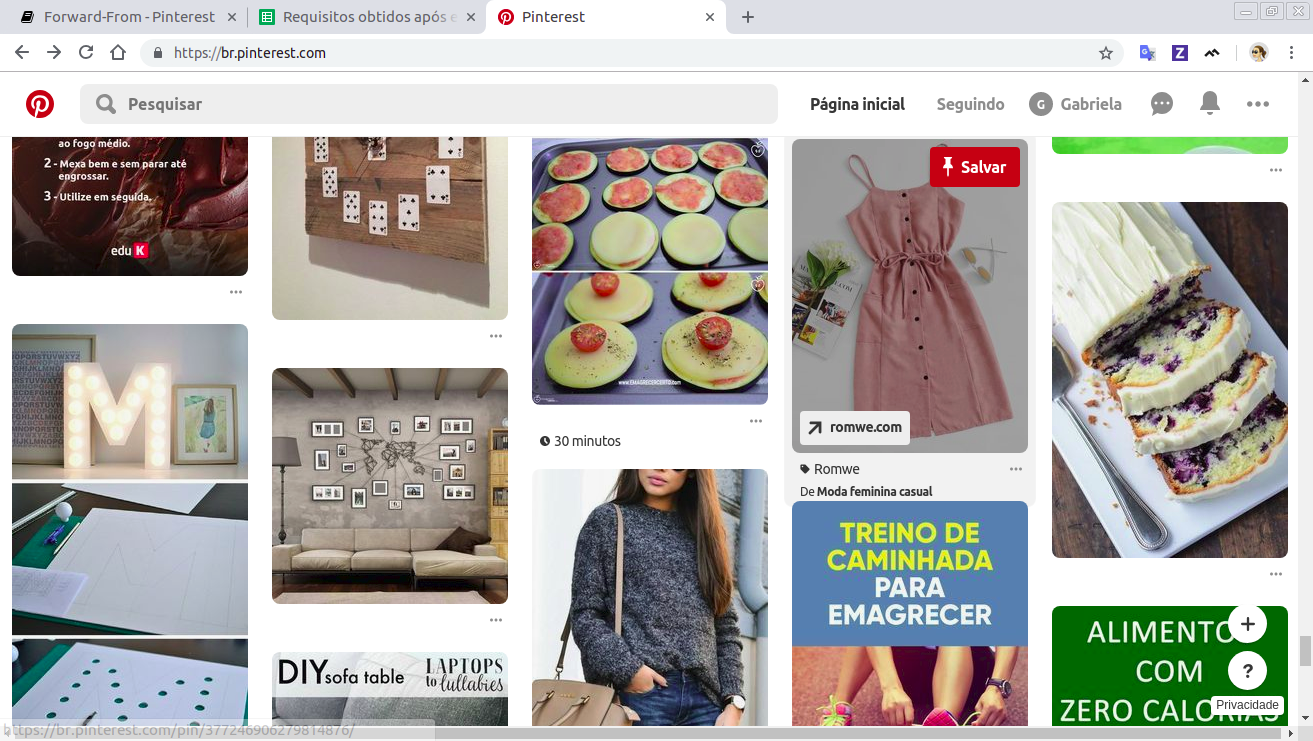 Forward-From - Pinterest
Requisitos obtidos após e
Pinterest
https://br.pinterest.com
Pesquisar
Página inicial
Seguindo
G
Gabriela
ao fogo médio.
2 - Mexa bem e sem parar até
engrossar.
3 - Utilize em seguida.
edu K
M
DIY sofa table
LAPTOPS
to lullabies
www.EMAGRECERCERTO.com
30 minutos
Salvar
romwe.com
Romwe
De Moda feminina casual
TREINO DE
CAMINHADA
PARA
EMAGRECER
ALIMENTO
COM
ZERO CALORIAS
+
?
Privacidade
https://br.pinterest.com/pin/377246906279814876/